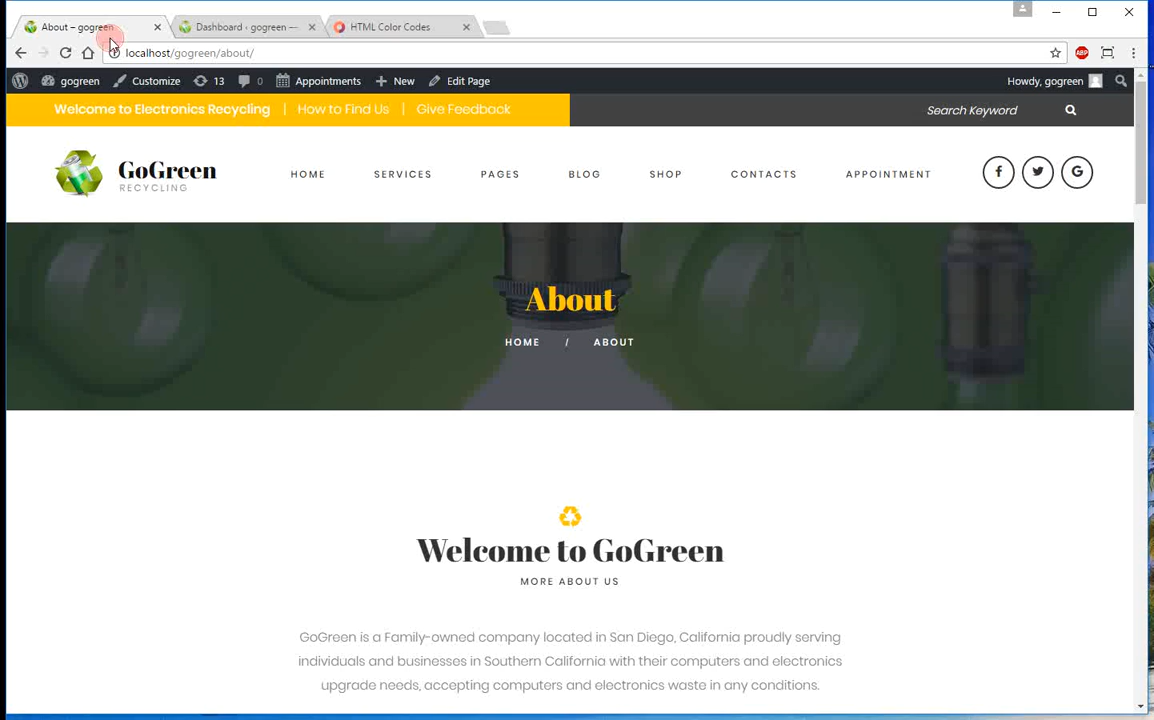 About – gogreen
Dashboard ‹ gogreen —
HTML Color Codes
localhost/gogreen/about/
ABP
gogreen
Customize
13
0
Appointments
New
Edit Page
Howdy, gogreen
Welcome to Electronics Recycling | How to Find Us | Give Feedback
Search Keyword
GoGreen
RECYCLING
HOME
SERVICES
PAGES
BLOG
SHOP
CONTACTS
APPOINTMENT
About
HOME / ABOUT
Welcome to GoGreen
MORE ABOUT US
GoGreen is a Family-owned company located in San Diego, California proudly serving
individuals and businesses in Southern California with their computers and electronics
upgrade needs, accepting computers and electronics waste in any conditions.